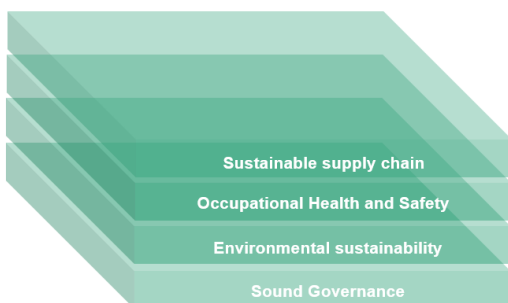 Sustainable supply chain
Occupational Health and Safety
Environmental sustainability
Sound Governance